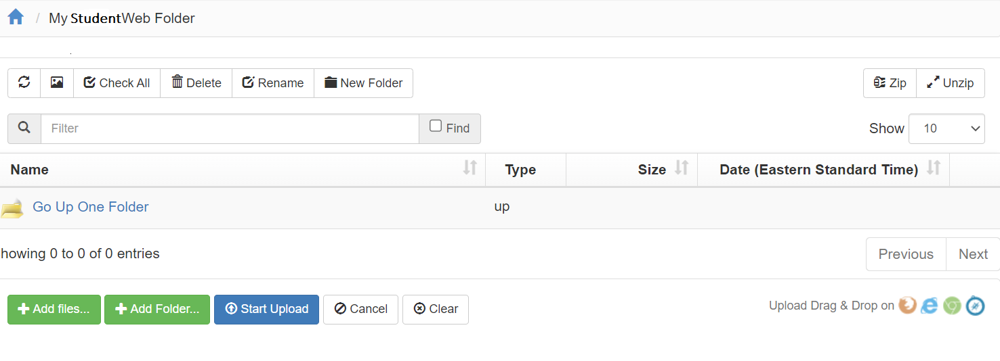 / My StudentWeb Folder
Check All Delete Rename New Folder Zip Unzip
Filter Find Show 10
Name Type Size Date (Eastern Standard Time)
Go Up One Folder up
howing 0 to 0 of 0 entries Previous Next
Add files... Add Folder... Start Upload Cancel Clear Upload Drag & Drop on